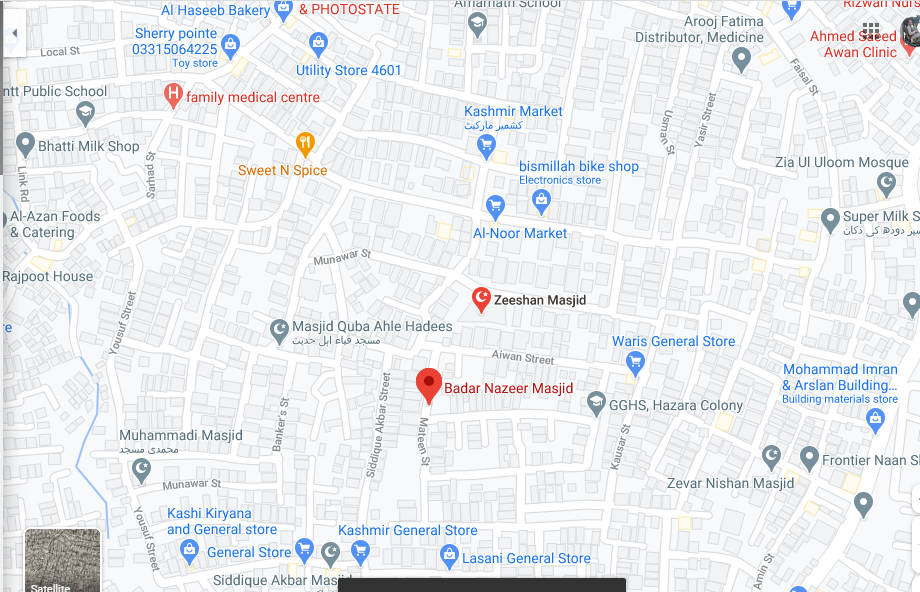 Amarnath School
Rizwan Nurs
Al Haseeb Bakery
& PHOTOSTATE
Arooj Fatima
Distributor, Medicine
Sherry pointe
03315064225
Toy store
Ahmed Saeed
Awan Clinic
Local St
Utility Store 4601
Faisal St
ntt Public School
family medical centre
Yasir Street
Usman St
Kashmir Market
کشمیر مارکیٹ
Bhatti Milk Shop
Sweet N Spice
bismillah bike shop
Electronics store
Zia Ul Uloom Mosque
Link Rd
Sarhad St
Al-Azan Foods
& Catering
Al-Noor Market
Super Milk S
سپر دودھ کی دکان
Munawar St
Rajpoot House
Zeeshan Masjid
Yousuf Street
re
Masjid Quba Ahle Hadees
مسجد قباء اہل حدیث
Waris General Store
Aiwan Street
Mohammad Imran
& Arslan Building...
Building materials store
Badar Nazeer Masjid
GGHS, Hazara Colony
Banker's St
Siddique Akbar Street
Mateen St
Kausar St
Muhammadi Masjid
محمدی مسجد
Frontier Naan S
Zevar Nishan Masjid
Munawar St
Yousuf Street
Kashi Kiryana
and General store
Kashmir General Store
General Store
Lasani General Store
Amin St
Siddique Akbar Masjid
Satellite